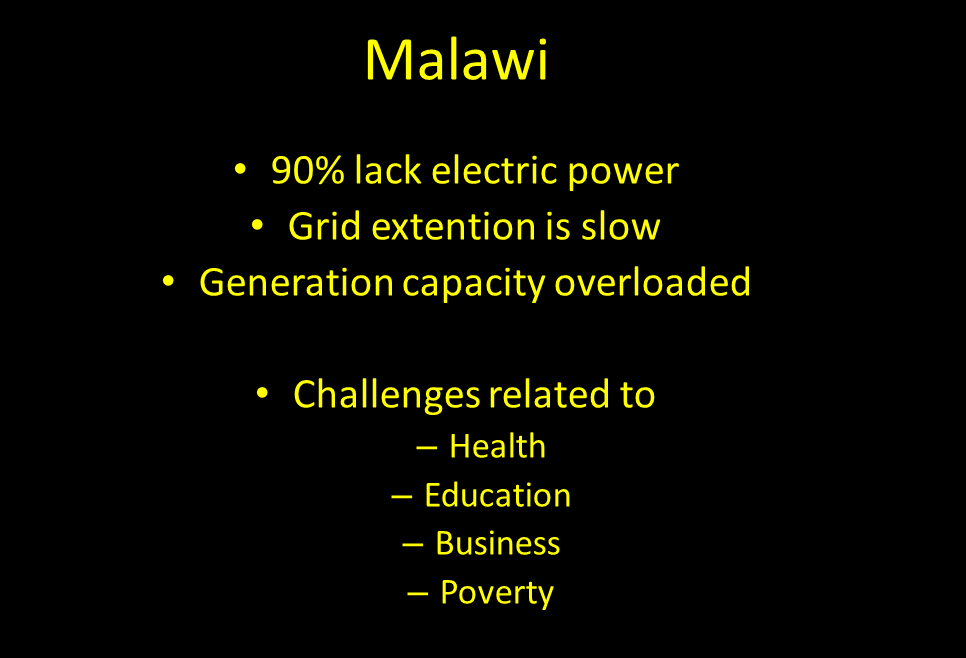 Malawi
• 90% lack electric power
• Grid extention is slow
• Generation capacity overloaded
• Challenges related to
– Health
– Education
– Business
– Poverty